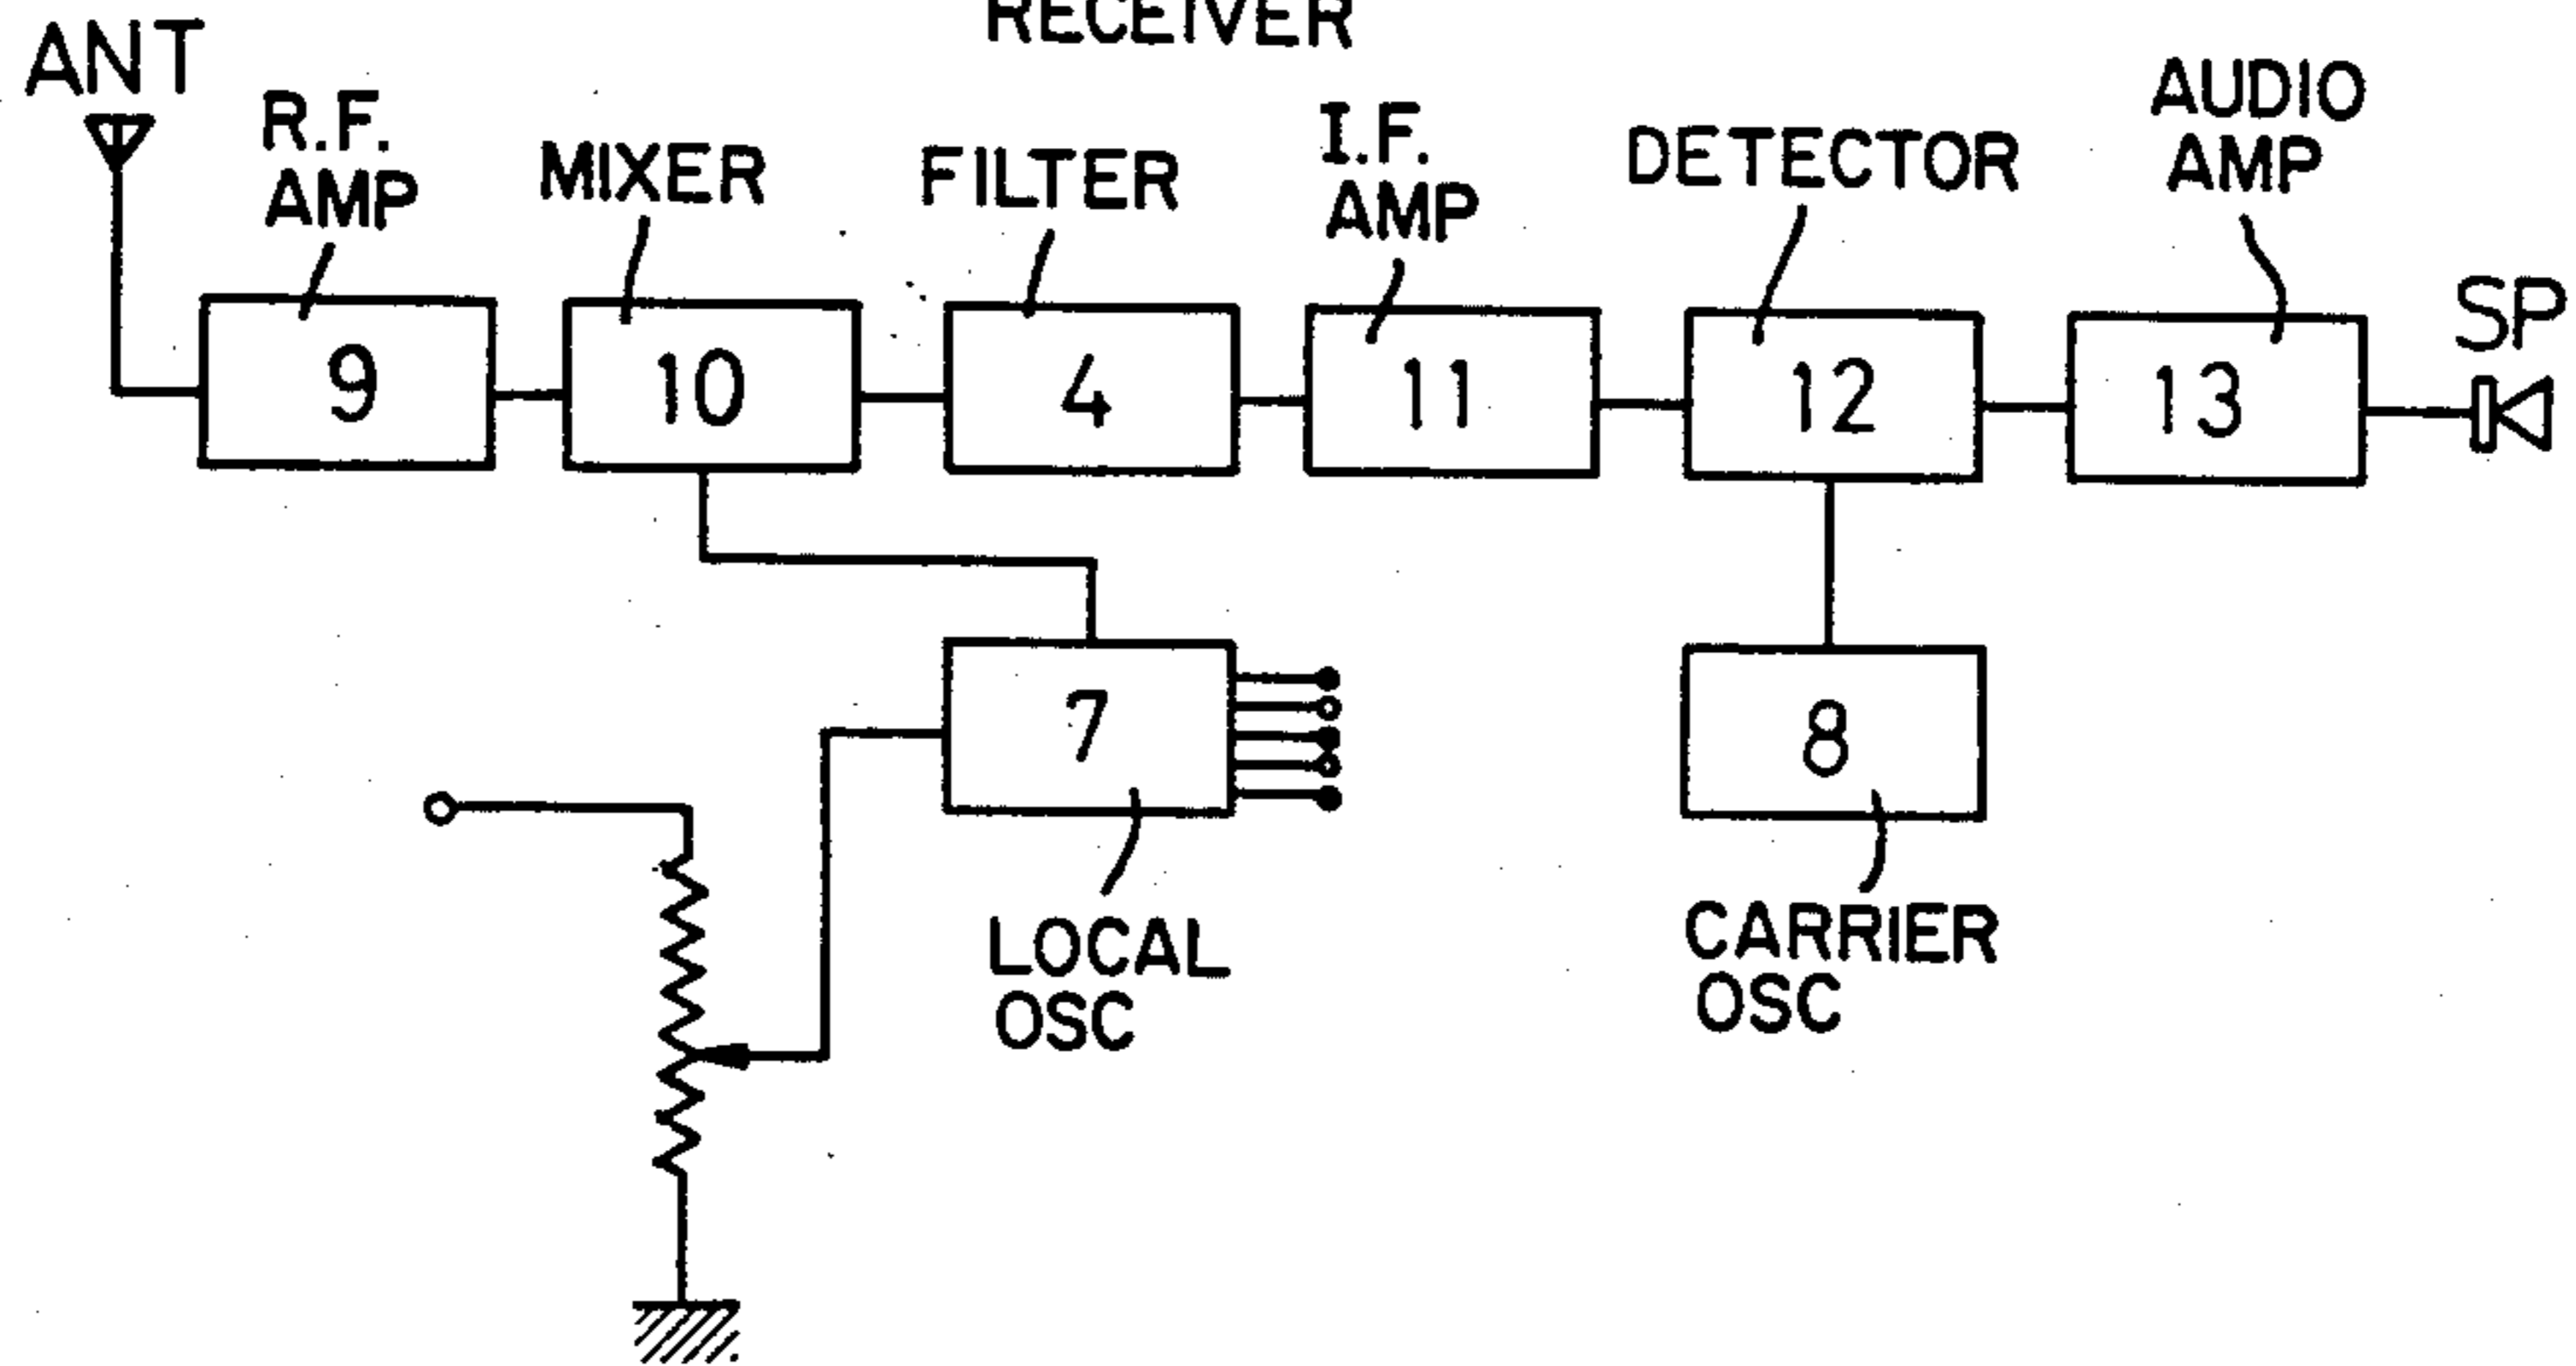 RECEIVER
ANT
R.F.
AMP
MIXER
FILTER
I.F.
AMP
DETECTOR
AUDIO
AMP
SP
9
10
4
11
12
13
7
8
LOCAL
OSC
CARRIER
OSC